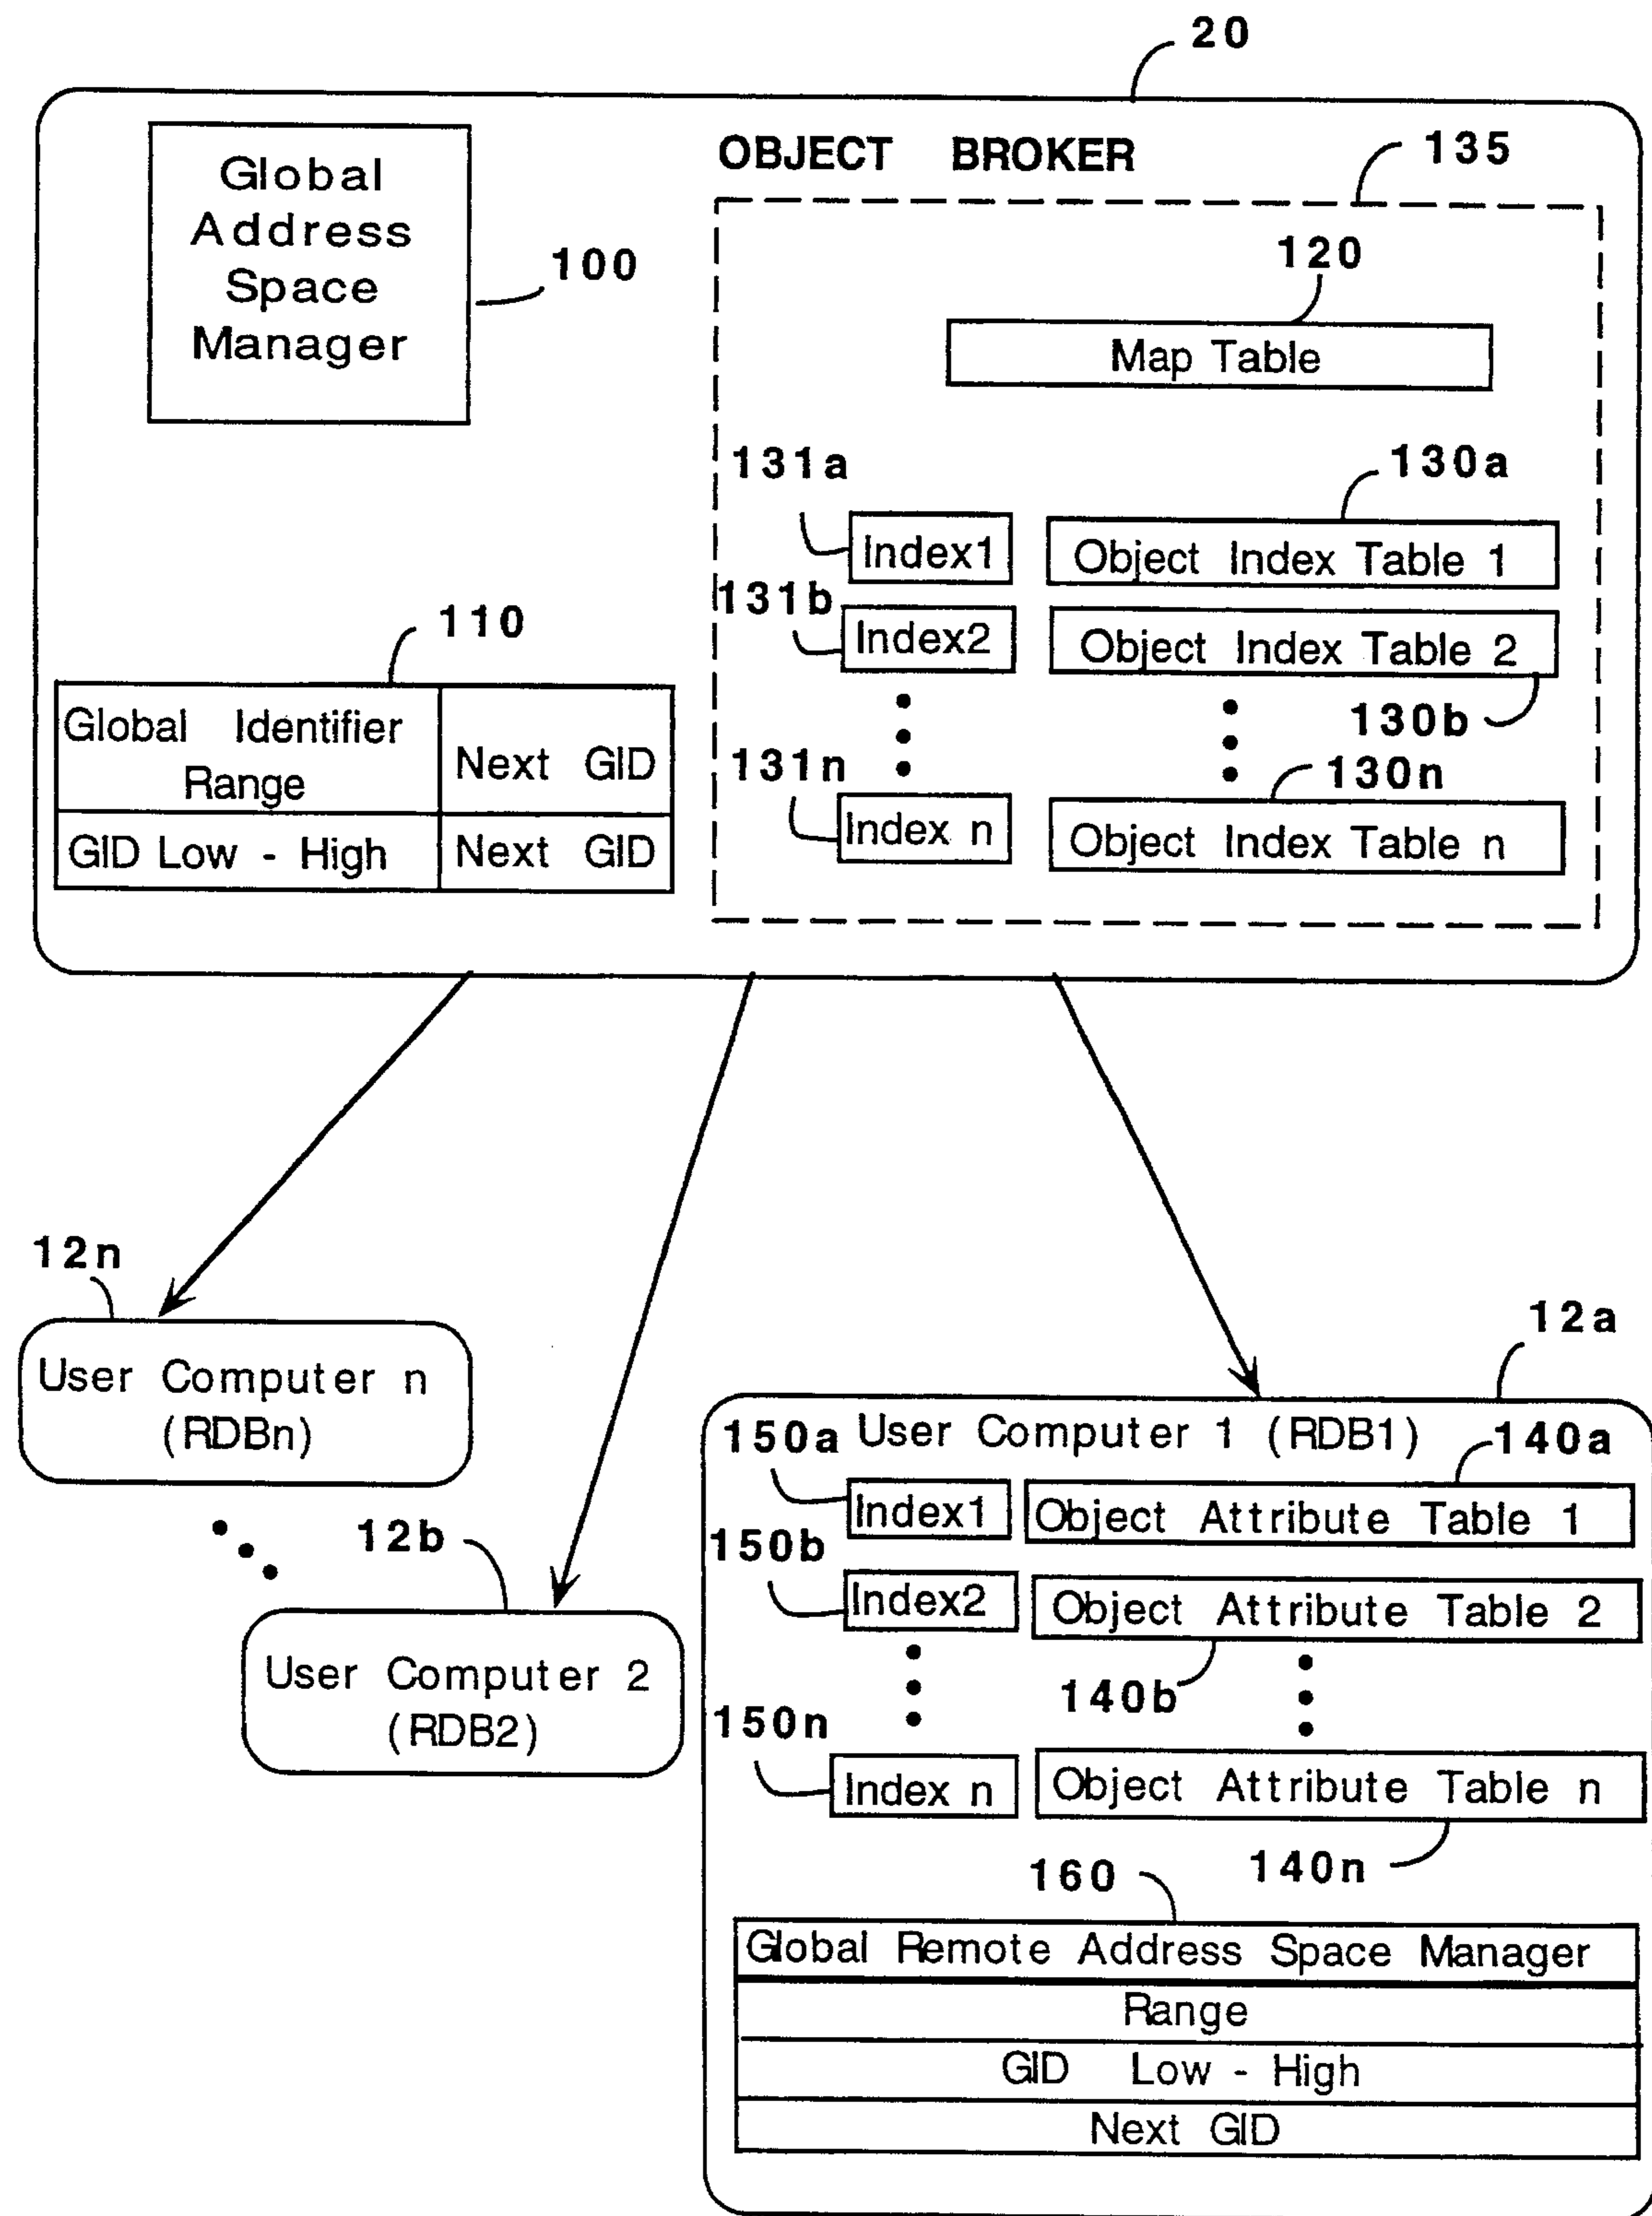 20
OBJECT BROKER
135
Global
Address
Space
Manager
100
120
Map Table
131a
130a
Index1
Object Index Table 1
131b
Index2
Object Index Table 2
130b
110
Global Identifier
Range
Next GID
GID Low - High
Next GID
131n
130n
Index n
Object Index Table n
12n
User Computer n
(RDBn)
12b
User Computer 2
(RDB2)
12a
User Computer 1 (RDB1)
150a
140a
Index1
Object Attribute Table 1
150b
Index2
Object Attribute Table 2
140b
150n
Index n
Object Attribute Table n
140n
160
Global Remote Address Space Manager
Range
GID Low - High
Next GID